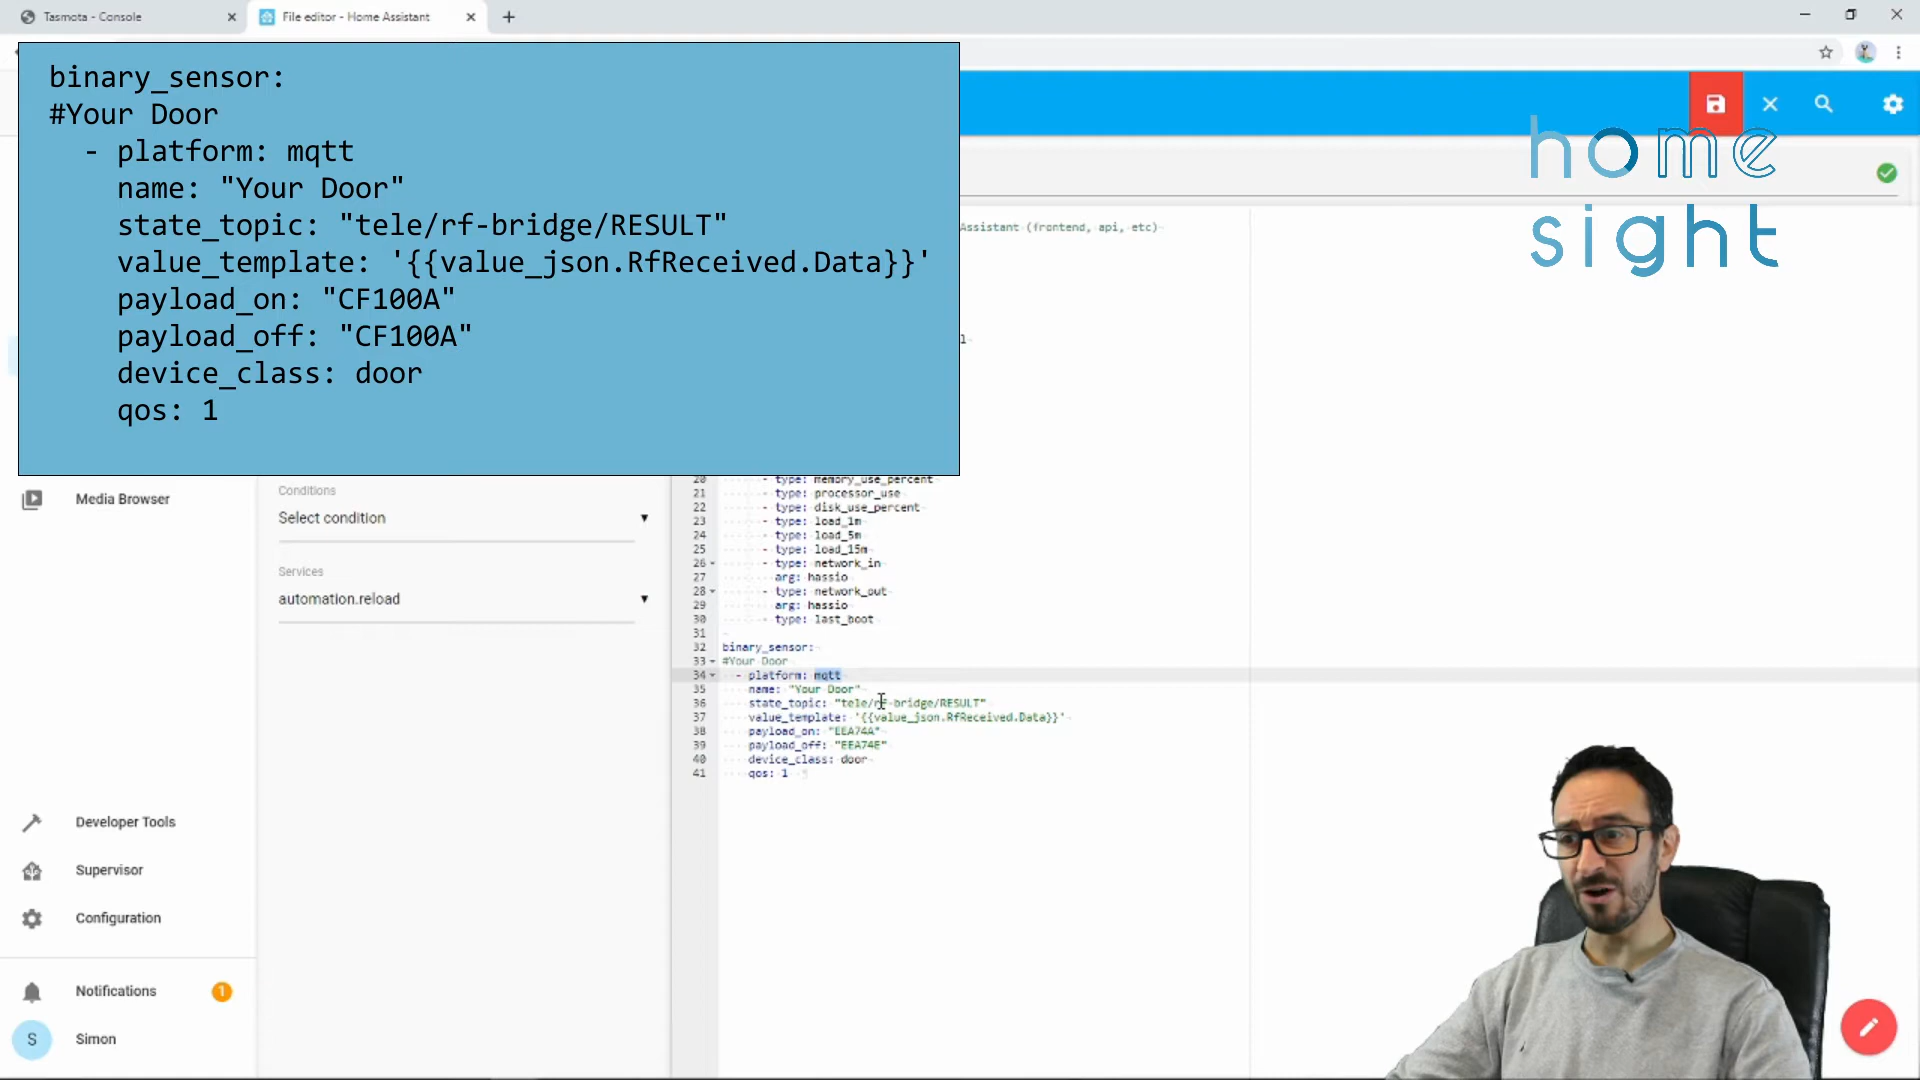 Tasmota - Console
File editor - Home Assistant
binary_sensor:
#Your Door
- platform: mqtt
name: "Your Door"
state_topic: "tele/rf-bridge/RESULT"
value_template: '{{value_json.RfReceived.Data}}'
payload_on: "CF100A"
payload_off: "CF100A"
device_class: door
qos: 1
home
sight
Assistant (frontend, api, etc)
Media Browser
Conditions
Select condition
Services
automation.reload
20 - type: memory_use_percent
21 - type: processor_use
22 - type: disk_use_percent
23 - type: load_1m
24 - type: load_5m
25 - type: load_15m
26 - type: network_in
27 arg: hassio
28 - type: network_out
29 arg: hassio
30 - type: last_boot
31
32 binary_sensor:
33 #Your Door
34 - platform: mqtt
35 name: "Your Door"
36 state_topic: "tele/rf-bridge/RESULT"
37 value_template: '{{value_json.RfReceived.Data}}'
38 payload_on: "EEA74A"
39 payload_off: "EEA74E"
40 device_class: door
41 qos: 1
Developer Tools
Supervisor
Configuration
Notifications
1
S
Simon